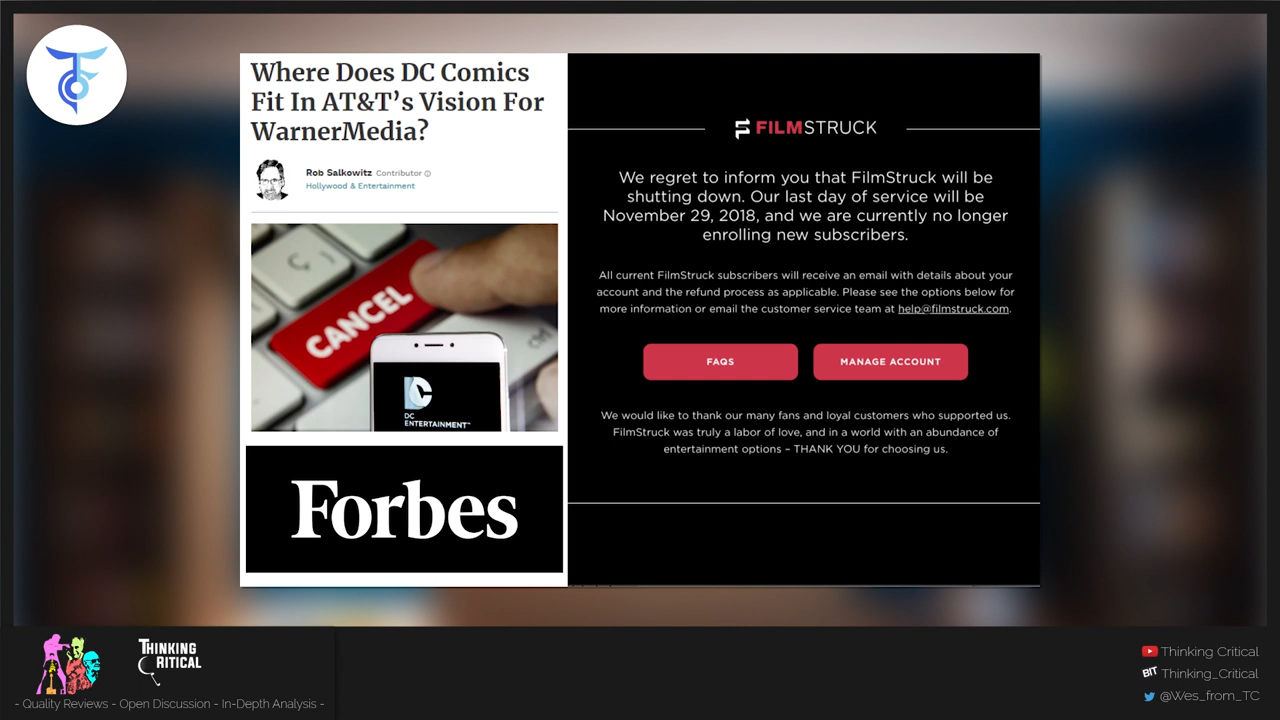 Where Does DC Comics
Fit In AT&T's Vision For
WarnerMedia?
Rob Salkowitz Contributor
Hollywood & Entertainment
CANCEL
ctrl
DC
ENTERTAINMENT™
Forbes
FILMSTRUCK
We regret to inform you that FilmStruck will be
shutting down. Our last day of service will be
November 29, 2018, and we are currently no longer
enrolling new subscribers.
All current FilmStruck subscribers will receive an email with details about your
account and the refund process as applicable. Please see the options below for
more information or email the customer service team at help@filmstruck.com.
FAQS
MANAGE ACCOUNT
We would like to thank our many fans and loyal customers who supported us.
FilmStruck was truly a labor of love, and in a world with an abundance of
entertainment options – THANK YOU for choosing us.
THINKING
CRITICAL
- Quality Reviews - Open Discussion - In-Depth Analysis -
Thinking Critical
BIT Thinking_Critical
@Wes_from_TC